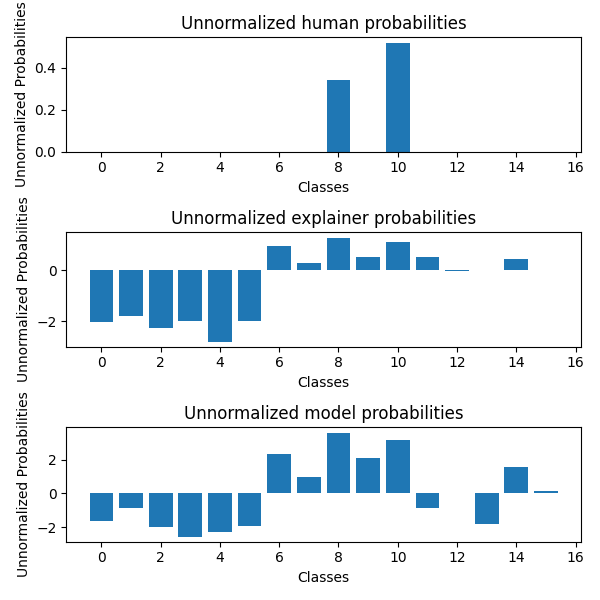 Unnormalized human probabilities
Unnormalized Probabilities
0.4
0.2
0.0
0 2 4 6 8 10 12 14 16
Classes
Unnormalized explainer probabilities
Unnormalized Probabilities
0
−2
0 2 4 6 8 10 12 14 16
Classes
Unnormalized model probabilities
Unnormalized Probabilities
2
0
−2
0 2 4 6 8 10 12 14 16
Classes